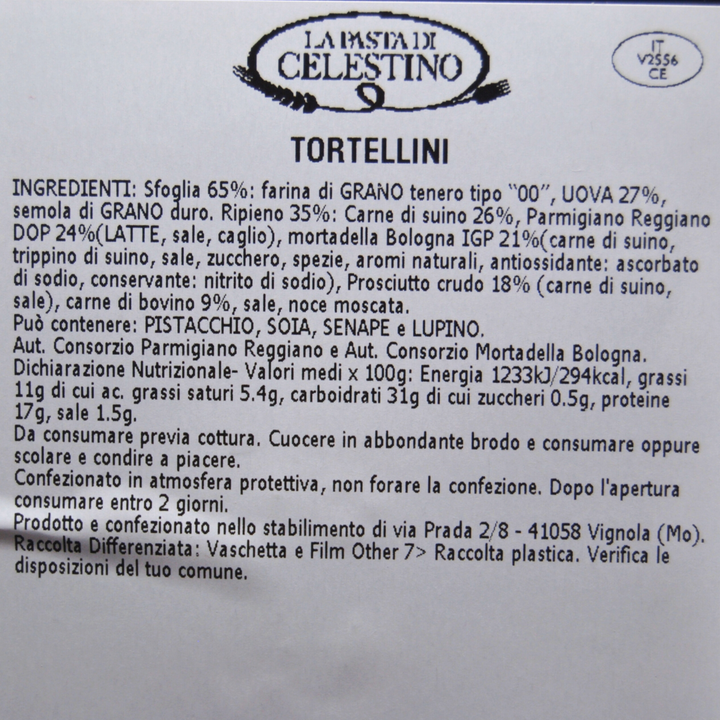 LA PASTA DI
CELESTINO
IT
V2556
CE
TORTELLINI
INGREDIENTI: Sfoglia 65%: farina di GRANO tenero tipo "00", UOVA 27%,
semola di GRANO duro. Ripieno 35%: Carne di suino 26%, Parmigiano Reggiano
DOP 24%(LATTE, sale, caglio), mortadella Bologna IGP 21%(carne di suino,
trippino di suino, sale, zucchero, spezie, aromi naturali, antiossidante: ascorbato
di sodio, conservante: nitrito di sodio), Prosciutto crudo 18% (carne di suino,
sale), carne di bovino 9%, sale, noce moscata.
Può contenere: PISTACCHIO, SOIA, SENAPE e LUPINO.
Aut. Consorzio Parmigiano Reggiano e Aut. Consorzio Mortadella Bologna.
Dichiarazione Nutrizionale- Valori medi x 100g: Energia 1233kJ/294kcal, grassi
11g di cui ac. grassi saturi 5.4g, carboidrati 31g di cui zuccheri 0.5g, proteine
17g, sale 1.5g.
Da consumare previa cottura. Cuocere in abbondante brodo e consumare oppure
scolare e condire a piacere.
Confezionato in atmosfera protettiva, non forare la confezione. Dopo l'apertura
consumare entro 2 giorni.
Prodotto e confezionato nello stabilimento di via Prada 2/8 - 41058 Vignola (Mo).
Raccolta Differenziata: Vaschetta e Film Other 7> Raccolta plastica. Verifica le
disposizioni del tuo comune.